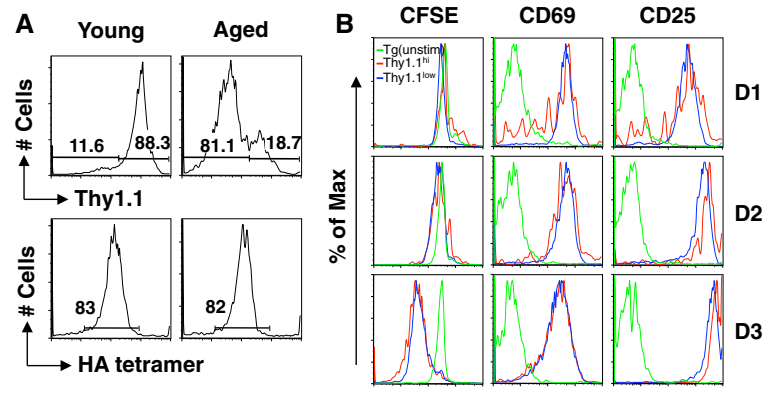 A
Young
Aged
# Cells
11.6
88.3
81.1
18.7
Thy1.1
# Cells
83
82
HA tetramer
B
CFSE
CD69
CD25
Tg(unstim)
Thy1.1hi
Thy1.1low
% of Max
D1
D2
D3